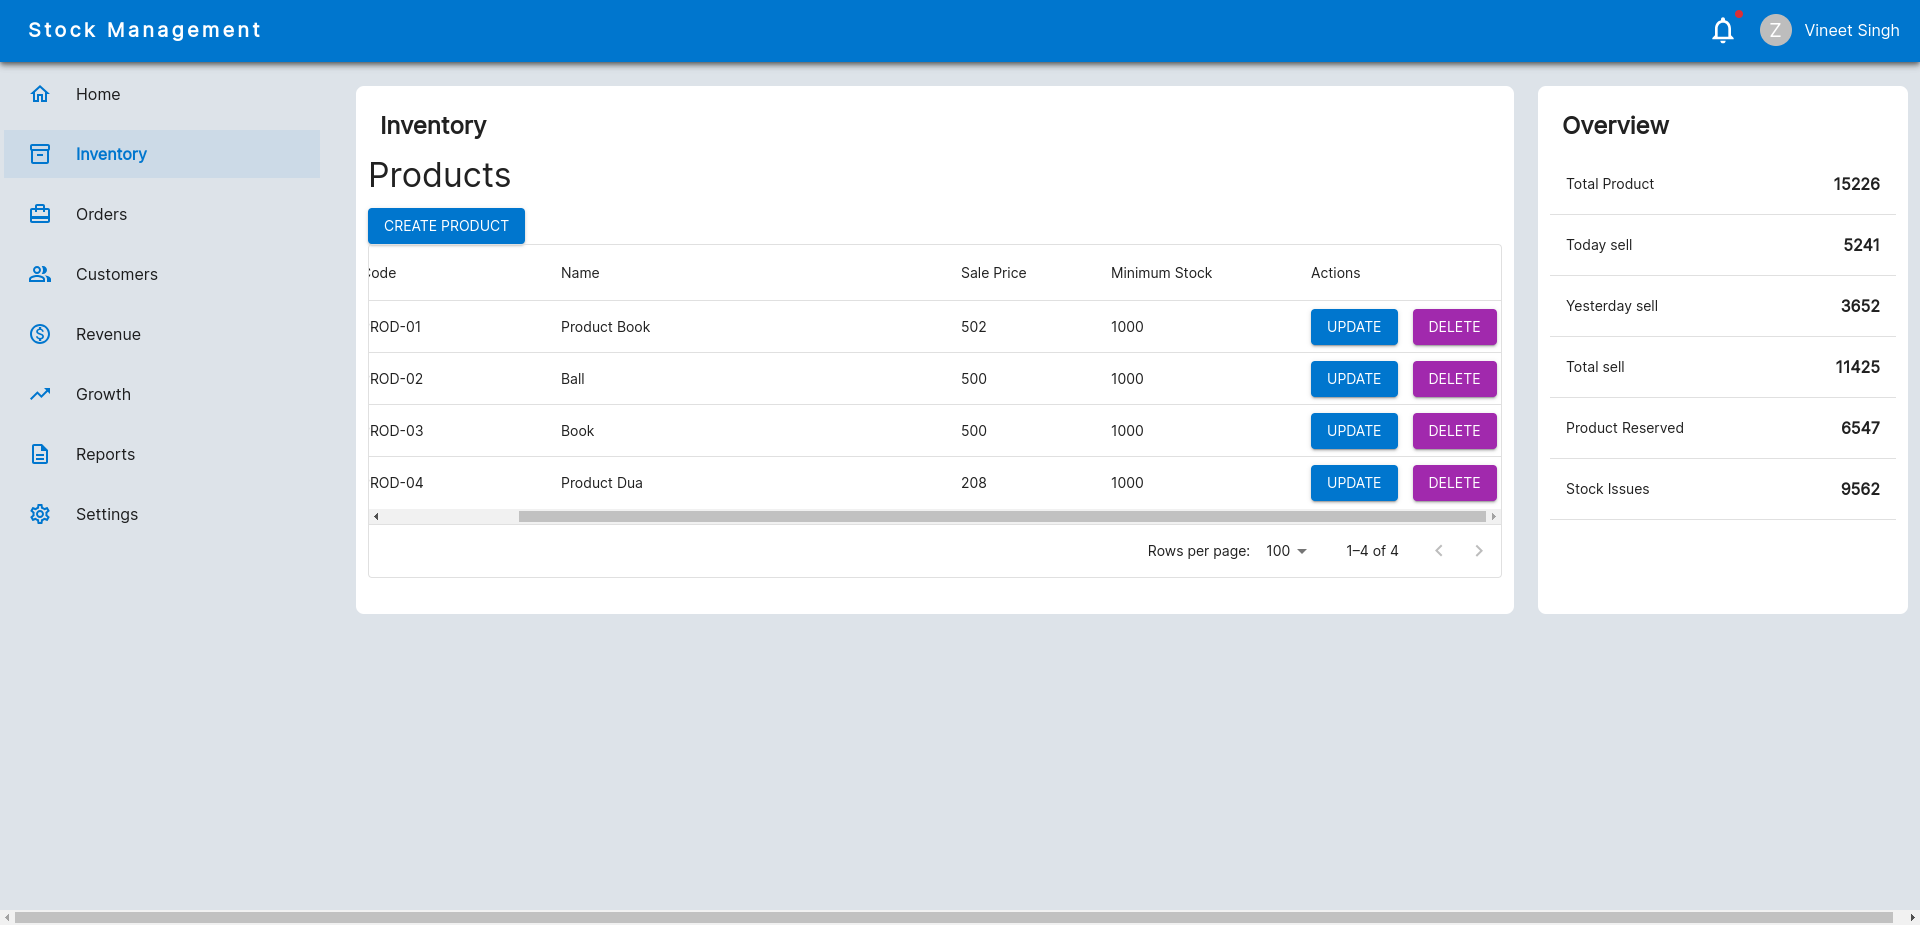 Stock Management
Z Vineet Singh
Home
Inventory
Orders
Customers
Revenue
Growth
Reports
Settings
Inventory
Products
CREATE PRODUCT
Code Name Sale Price Minimum Stock Actions
ROD-01 Product Book 502 1000 UPDATE DELETE
ROD-02 Ball 500 1000 UPDATE DELETE
ROD-03 Book 500 1000 UPDATE DELETE
ROD-04 Product Dua 208 1000 UPDATE DELETE
Rows per page: 100 1–4 of 4
Overview
Total Product 15226
Today sell 5241
Yesterday sell 3652
Total sell 11425
Product Reserved 6547
Stock Issues 9562